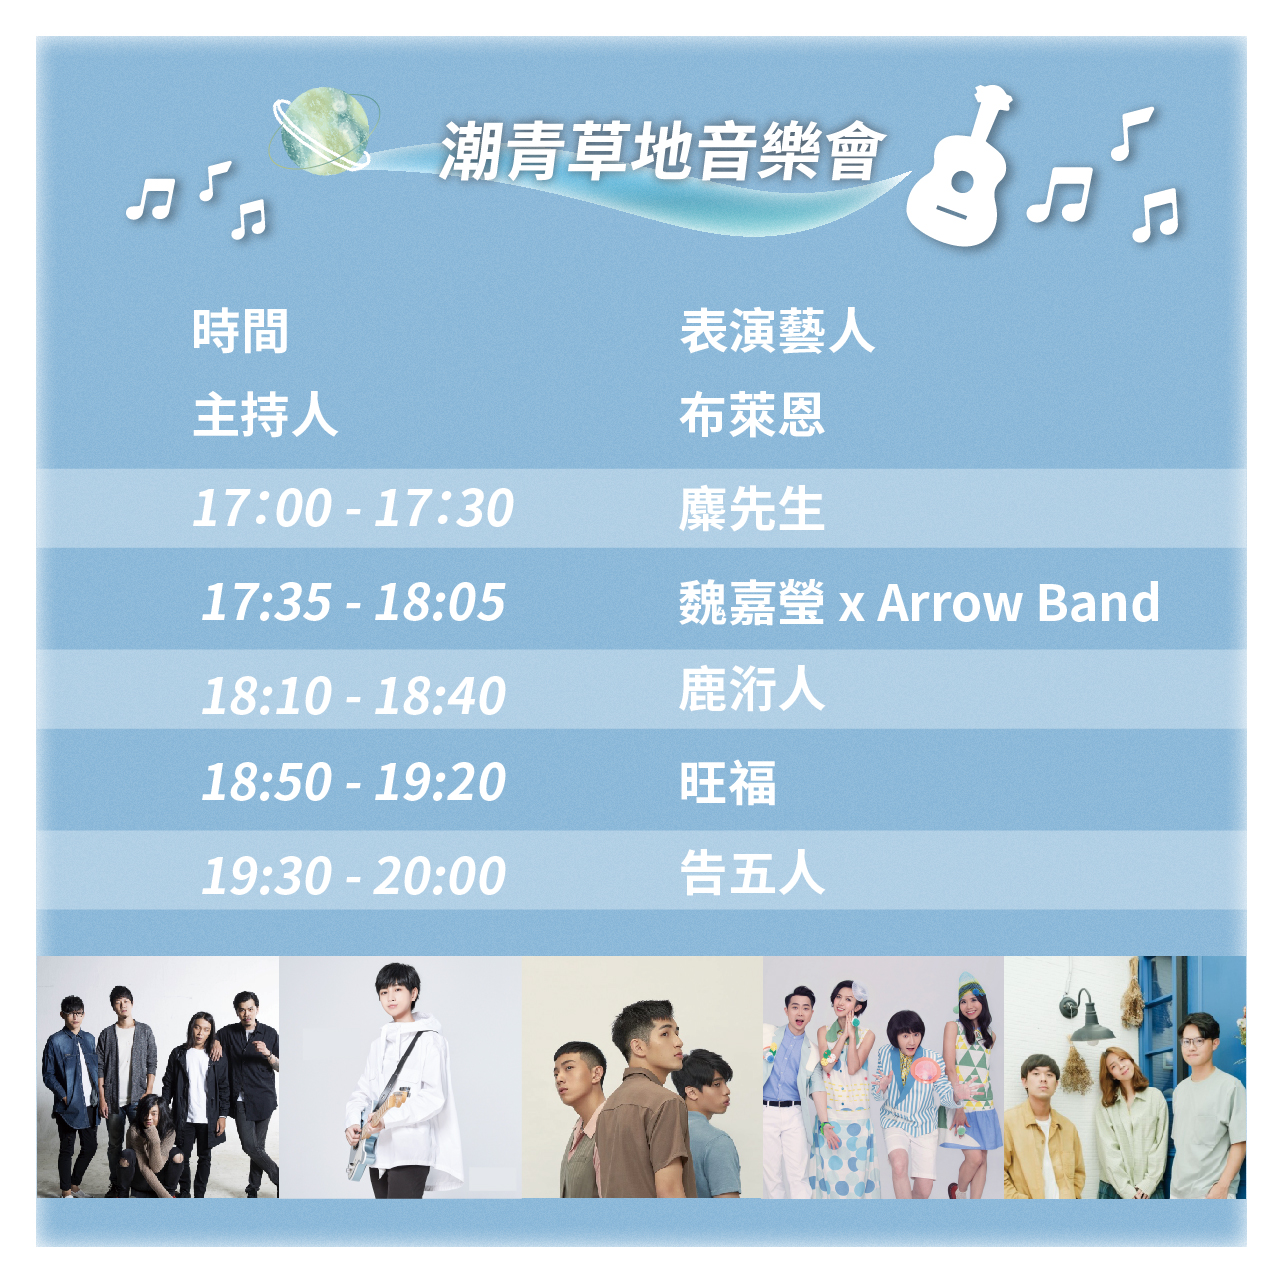 潮青草地音樂會
時間 表演藝人
主持人 布萊恩
17:00 - 17:30 麋先生
17:35 - 18:05 魏嘉瑩 x Arrow Band
18:10 - 18:40 鹿洐人
18:50 - 19:20 旺福
19:30 - 20:00 告五人